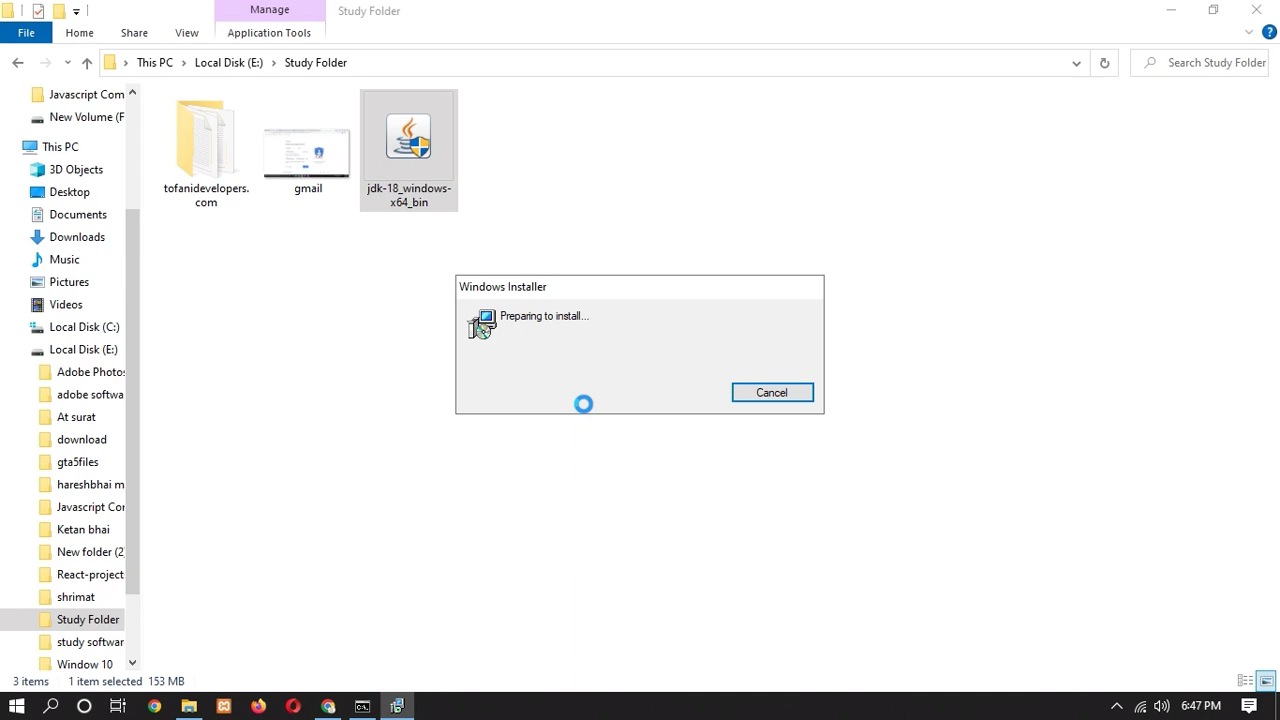 Manage
Study Folder
File
Home
Share
View
Application Tools
This PC
Local Disk (E:)
Study Folder
Search Study Folder
Javascript Com
New Volume (F
This PC
3D Objects
Desktop
Documents
Downloads
Music
Pictures
Videos
Local Disk (C:)
Local Disk (E:)
Adobe Photos
adobe softwa
At surat
download
gta5files
hareshbhai m
Javascript Cor
Ketan bhai
New folder (2)
React-project
shrimat
Study Folder
study softwar
Window 10
tofanidevelopers.
com
gmail
jdk-18_windows-
x64_bin
Windows Installer
Preparing to install...
Cancel
3 items
1 item selected 153 MB
6:47 PM